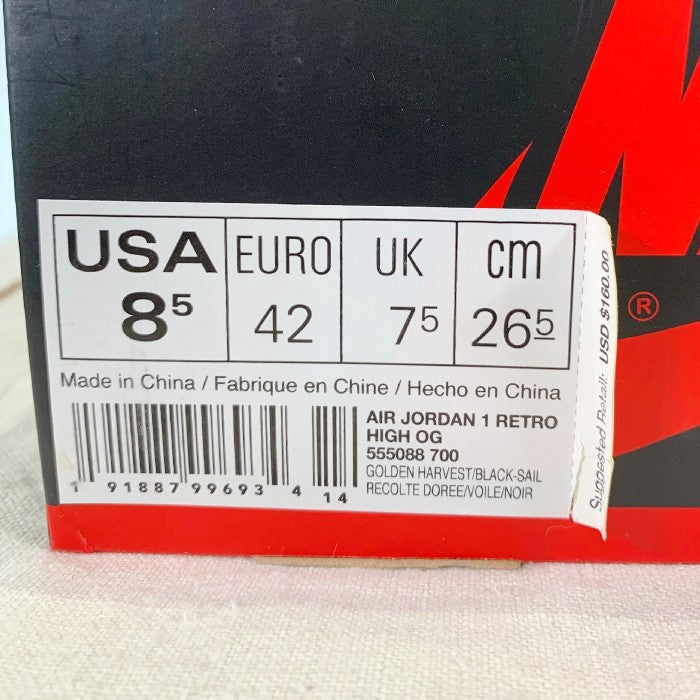 USA EURO UK cm
8⁵ 42 7⁵ 26⁵
Made in China / Fabrique en Chine / Hecho en China
AIR JORDAN 1 RETRO
HIGH OG
555088 700
GOLDEN HARVEST/BLACK-SAIL
RECOLTE DOREE/VOILE/NOIR
1 91887 99693 4 14
Suggested Retail: USD $160.00
®